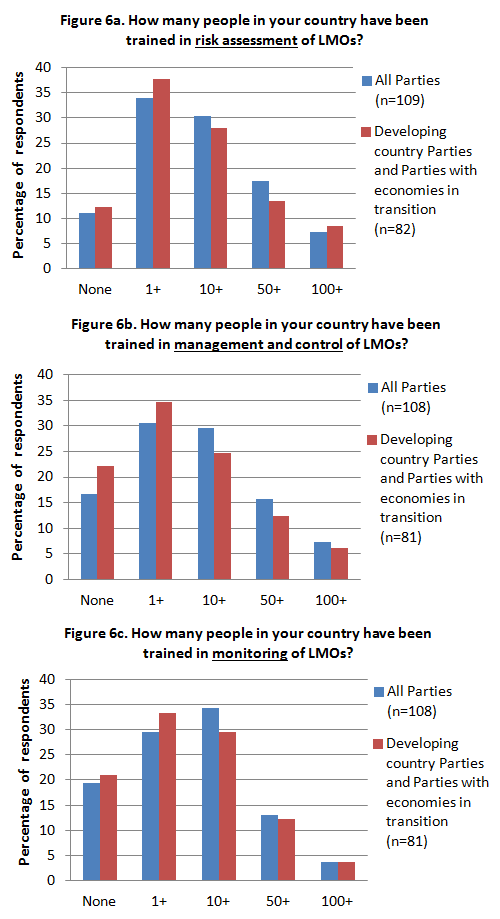 Figure 6a. How many people in your country have been
trained in risk assessment of LMOs?
Percentage of respondents
40
35
30
25
20
15
10
5
0
None 1+ 10+ 50+ 100+
All Parties
(n=109)
Developing
country Parties
and Parties with
economies in
transition
(n=82)
Figure 6b. How many people in your country have been
trained in management and control of LMOs?
Percentage of respondents
40
35
30
25
20
15
10
5
0
None 1+ 10+ 50+ 100+
All Parties
(n=108)
Developing
country Parties
and Parties with
economies in
transition
(n=81)
Figure 6c. How many people in your country have been
trained in monitoring of LMOs?
Percentage of respondents
40
35
30
25
20
15
10
5
0
None 1+ 10+ 50+ 100+
All Parties
(n=108)
Developing
country Parties
and Parties with
economies in
transition
(n=81)